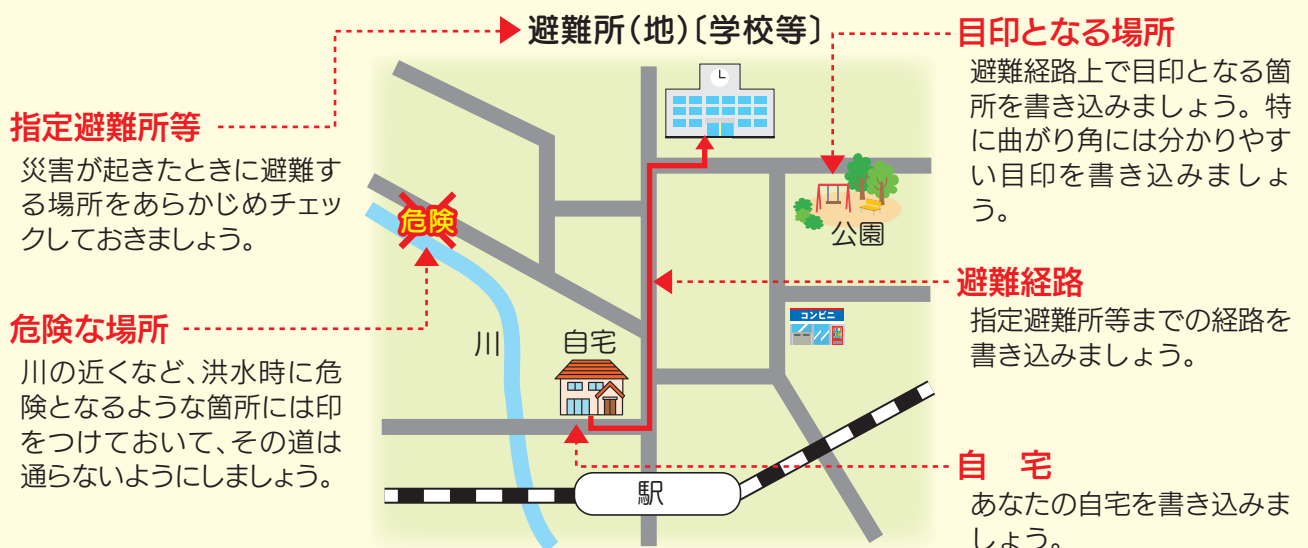 避難所(地)〔学校等〕
指定避難所等
災害が起きたときに避難す
る場所をあらかじめチェッ
クしておきましょう。
危険な場所
川の近くなど、洪水時に危
険となるような箇所には印
をつけておいて、その道は
通らないようにしましょう。
危険
川
自宅
駅
公園
コンビニ
目印となる場所
避難経路上で目印となる箇
所を書き込みましょう。特
に曲がり角には分かりやす
い目印を書き込みましょ
う。
避難経路
指定避難所等までの経路を
書き込みましょう。
自　宅
あなたの自宅を書き込みま
しょう。